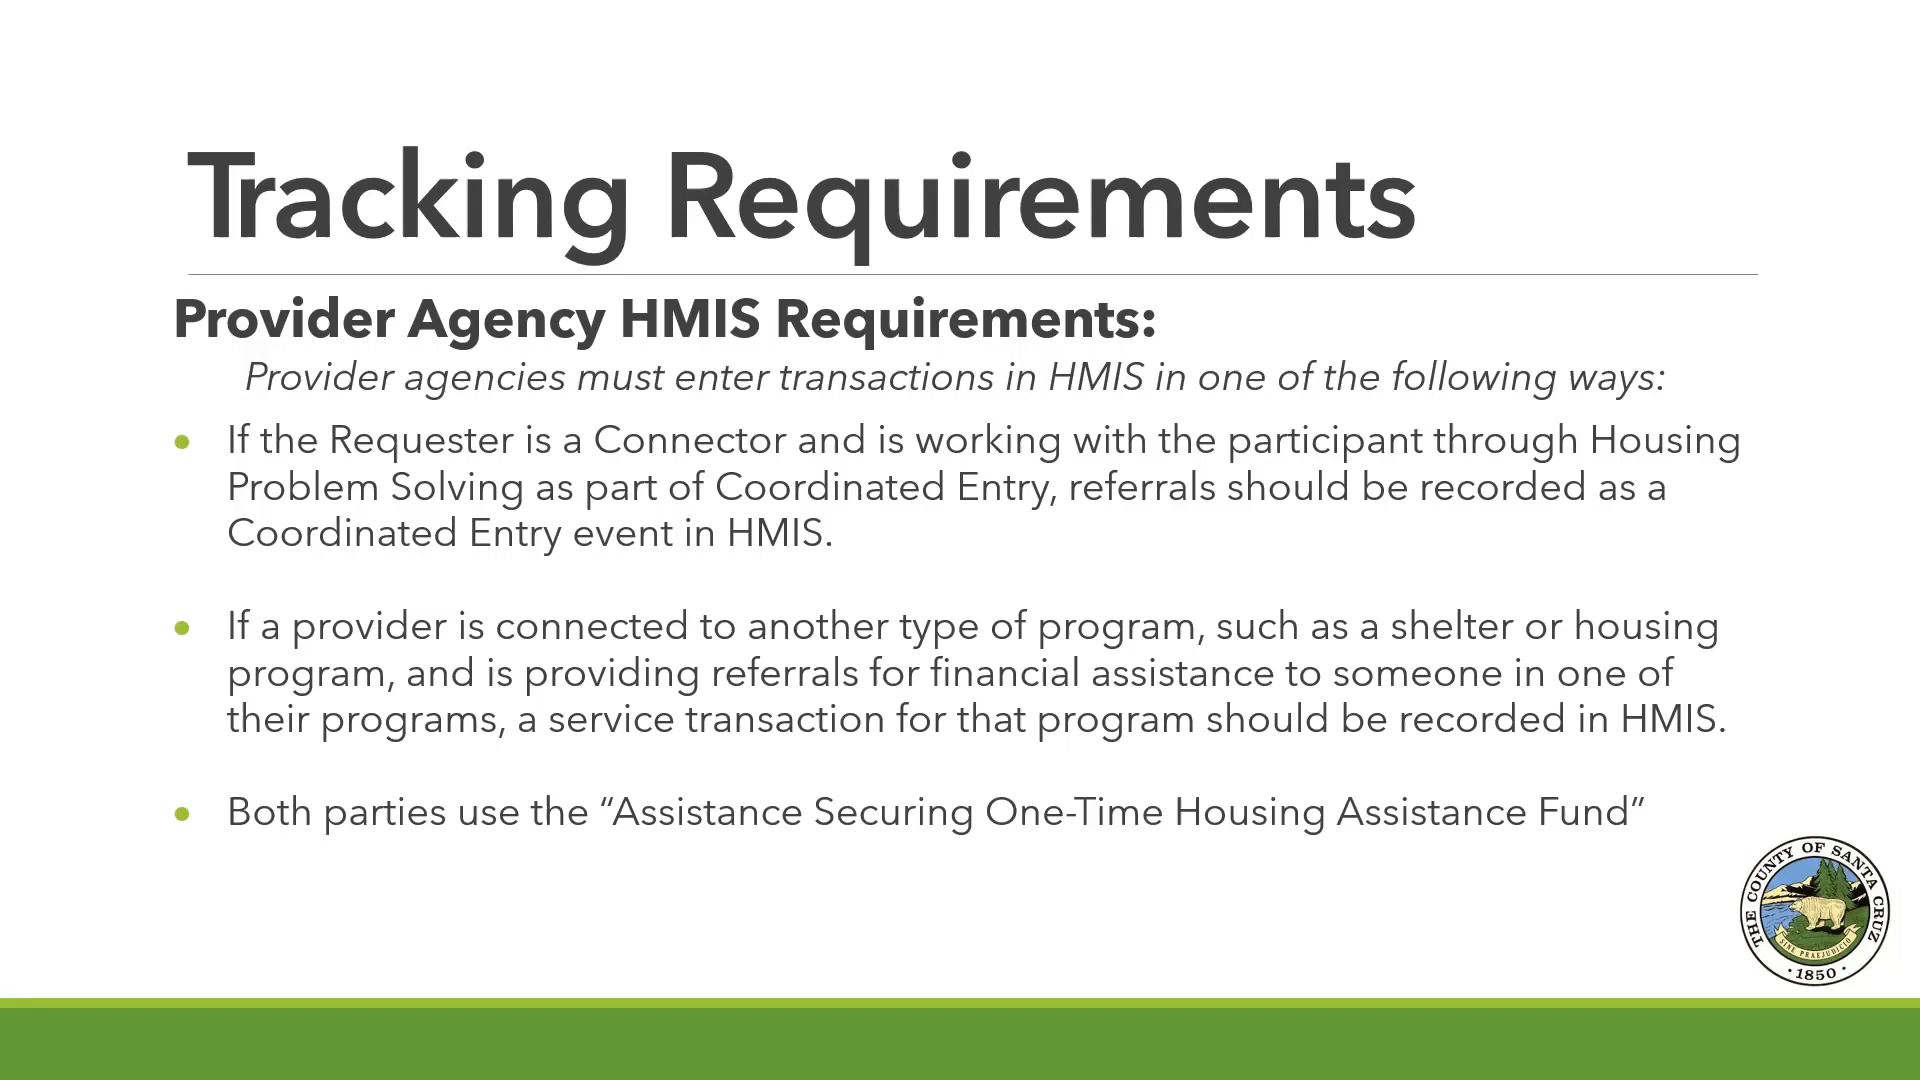 Tracking Requirements
Provider Agency HMIS Requirements:
Provider agencies must enter transactions in HMIS in one of the following ways:
• If the Requester is a Connector and is working with the participant through Housing
Problem Solving as part of Coordinated Entry, referrals should be recorded as a
Coordinated Entry event in HMIS.
• If a provider is connected to another type of program, such as a shelter or housing
program, and is providing referrals for financial assistance to someone in one of
their programs, a service transaction for that program should be recorded in HMIS.
• Both parties use the “Assistance Securing One-Time Housing Assistance Fund”
THE COUNTY OF SANTA CRUZ
SINE PRAEJUDICIO
• 1850 •